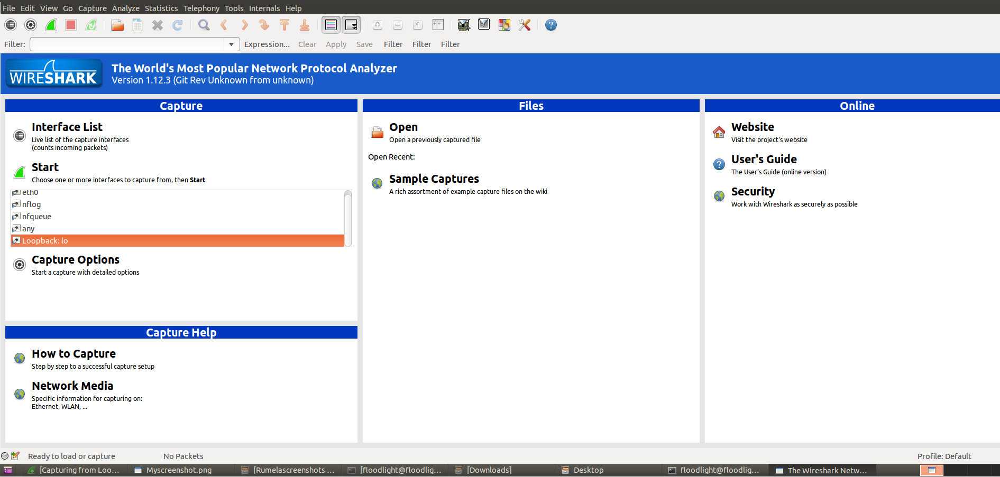 File Edit View Go Capture Analyze Statistics Telephony Tools Internals Help
Filter: Expression... Clear Apply Save Filter Filter Filter
WIRESHARK
The World's Most Popular Network Protocol Analyzer
Version 1.12.3 (Git Rev Unknown from unknown)
Capture
Interface List
Live list of the capture interfaces
(counts incoming packets)
Start
Choose one or more interfaces to capture from, then Start
eth0
nflog
nfqueue
any
Loopback: lo
Capture Options
Start a capture with detailed options
Capture Help
How to Capture
Step by step to a successful capture setup
Network Media
Specific information for capturing on:
Ethernet, WLAN, ...
Files
Open
Open a previously captured file
Open Recent:
Sample Captures
A rich assortment of example capture files on the wiki
Online
Website
Visit the project's website
User's Guide
The User's Guide (online version)
Security
Work with Wireshark as securely as possible
Ready to load or capture No Packets Profile: Default
[Capturing from Loo... Myscreenshot.png [Rumelascreenshots ... [floodlight@floodlig... [Downloads] Desktop floodlight@floodlig... The Wireshark Netw...